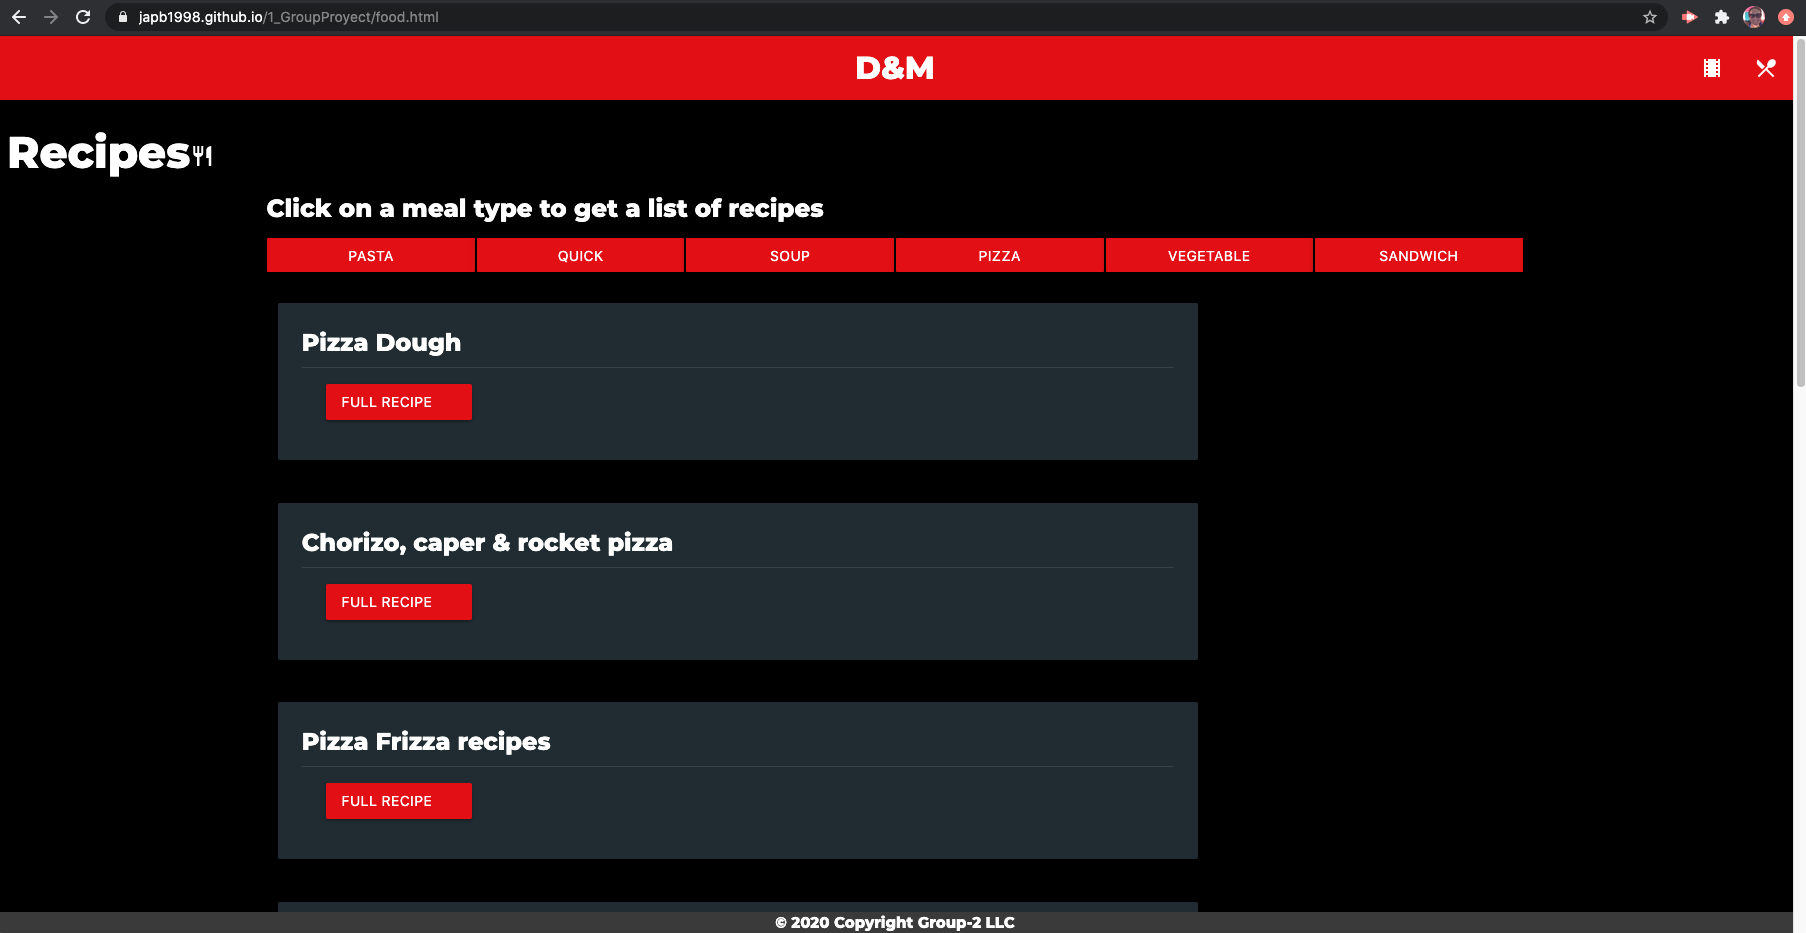 japb1998.github.io/1_GroupProyect/food.html
D&M
Recipes
Click on a meal type to get a list of recipes
PASTA QUICK SOUP PIZZA VEGETABLE SANDWICH
Pizza Dough
FULL RECIPE
Chorizo, caper & rocket pizza
FULL RECIPE
Pizza Frizza recipes
FULL RECIPE
© 2020 Copyright Group-2 LLC